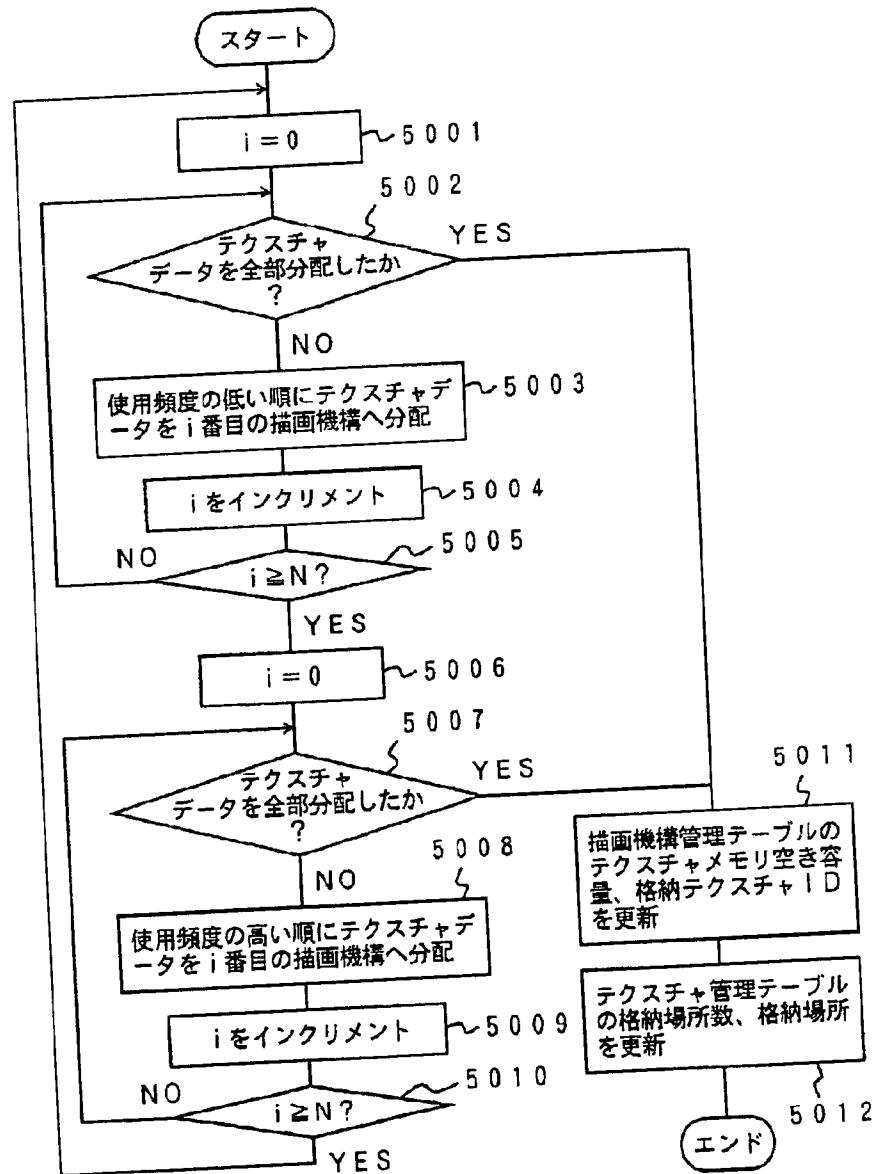 スタート
i=0
5001
5002
テクスチャ
データを全部分配したか
?
YES
NO
使用頻度の低い順にテクスチャデ
ータをi番目の描画機構へ分配
5003
iをインクリメント
5004
5005
NO
i≧N?
YES
i=0
5006
5007
テクスチャ
データを全部分配したか
?
YES
NO
5008
使用頻度の高い順にテクスチャデ
ータをi番目の描画機構へ分配
iをインクリメント
5009
5010
NO
i≧N?
YES
5011
描画機構管理テーブルの
テクスチャメモリ空き容
量、格納テクスチャID
を更新
テクスチャ管理テーブル
の格納場所数、格納場所
を更新
5012
エンド